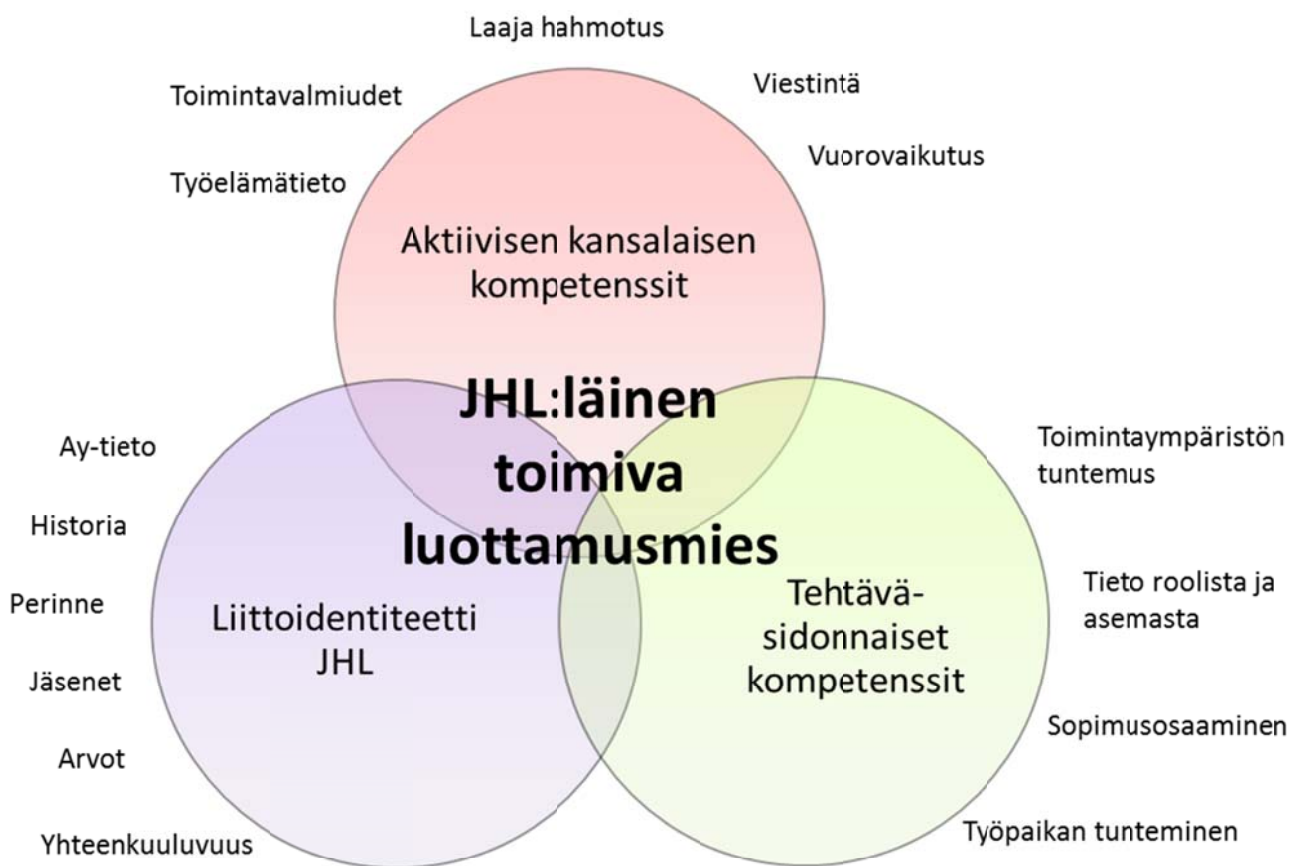 Laaja hahmotus
Toimintavalmiudet
Viestintä
Vuorovaikutus
Työelämätieto
Aktiivisen kansalaisen
kompetenssit
JHL:läinen
toimiva
luottamusmies
Ay-tieto
Historia
Perinne
Jäsenet
Arvot
Yhteenkuuluvuus
Liittoidentiteetti
JHL
Tehtävä-
sidonnaiset
kompetenssit
Toimintaympäristön
tuntemus
Tieto roolista ja
asemasta
Sopimusosaaminen
Työpaikan tunteminen